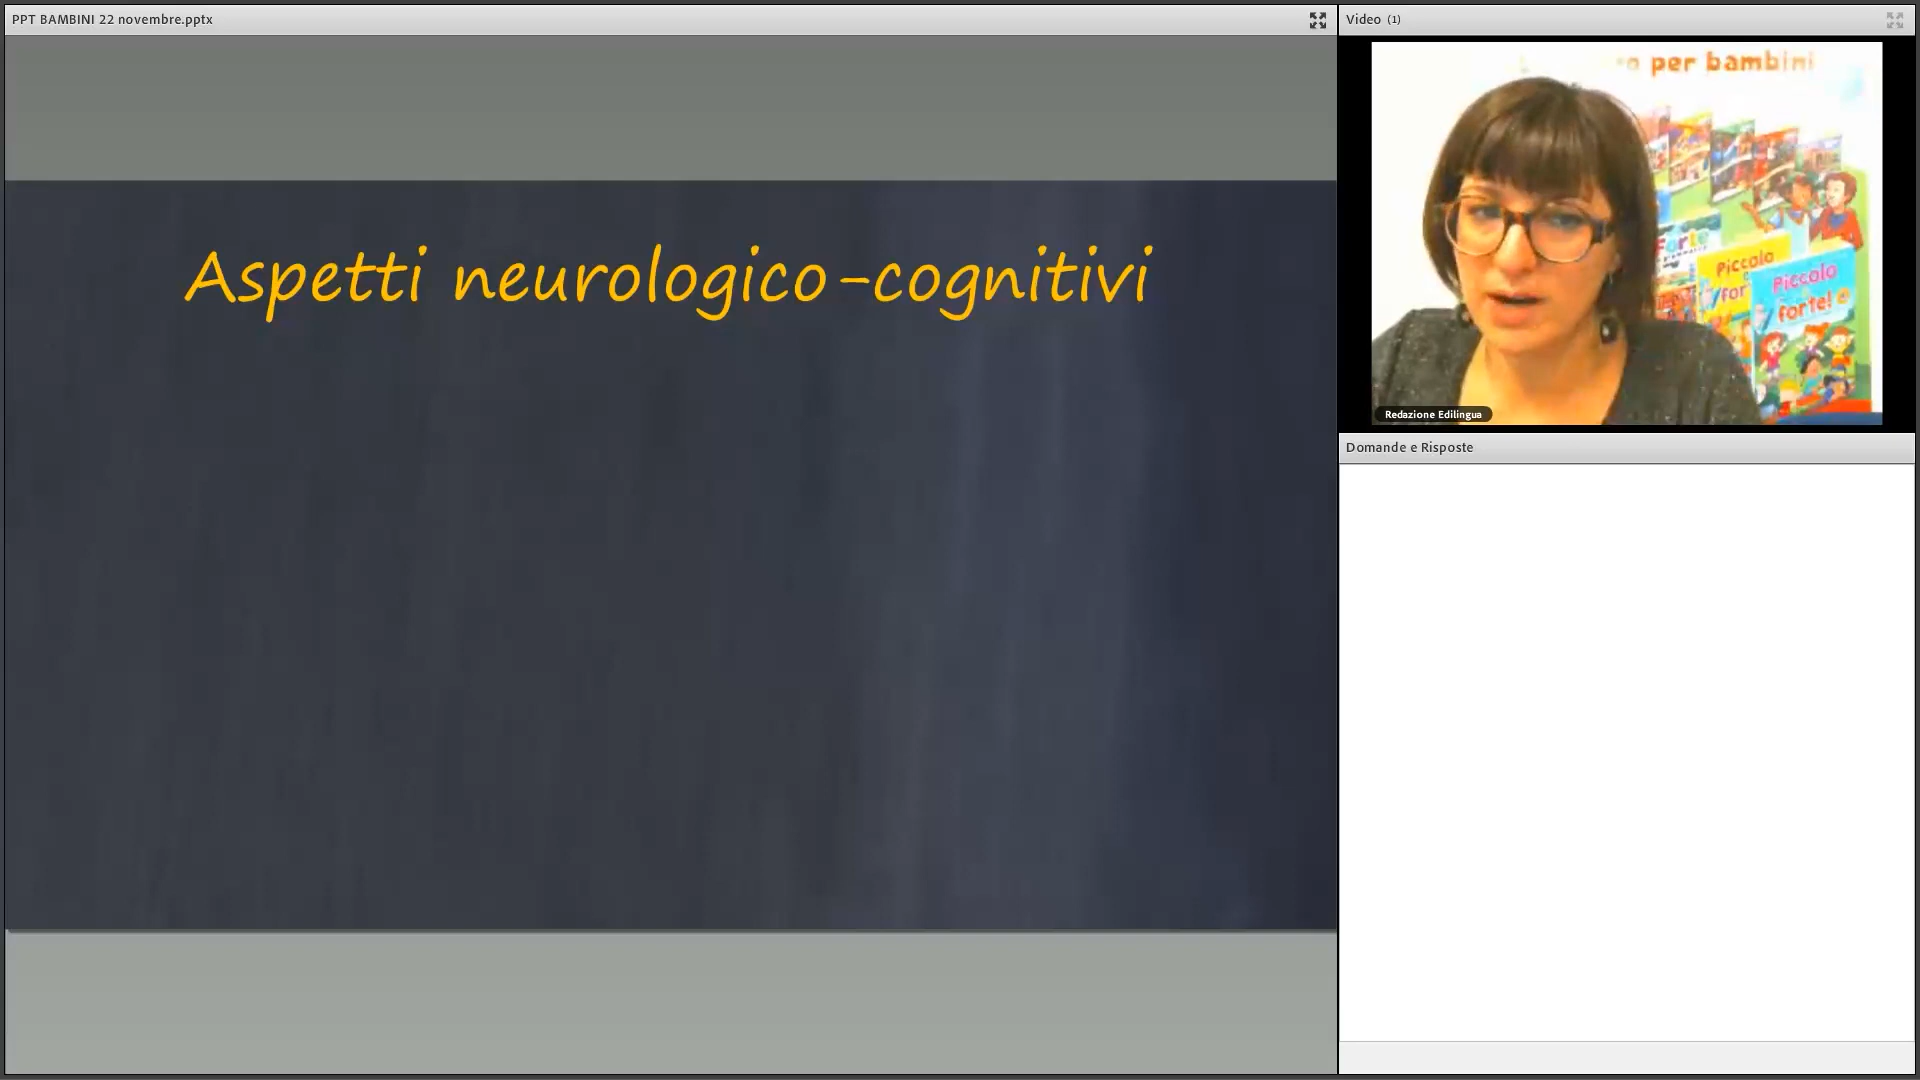 PPT BAMBINI 22 novembre.pptx
Aspetti neurologico-cognitivi
Video (1)
per bambini
Forte
Piccolo
for
Piccolo
forte!
Redazione Edilingua
Domande e Risposte